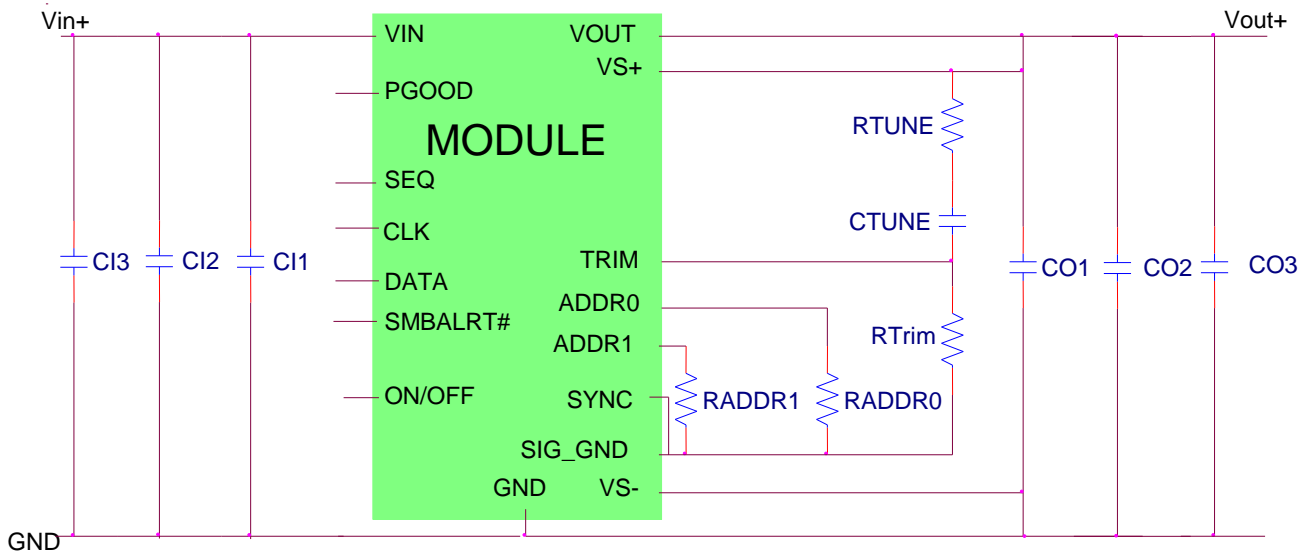 Vin+
Vout+
VIN
VOUT
VS+
PGOOD
RTUNE
MODULE
SEQ
CTUNE
CLK
TRIM
CI3
CI2
CI1
CO1
CO2
CO3
DATA
ADDR0
SMBALRT#
RTrim
ADDR1
ON/OFF
SYNC
RADDR1
RADDR0
SIG_GND
GND
VS-
GND